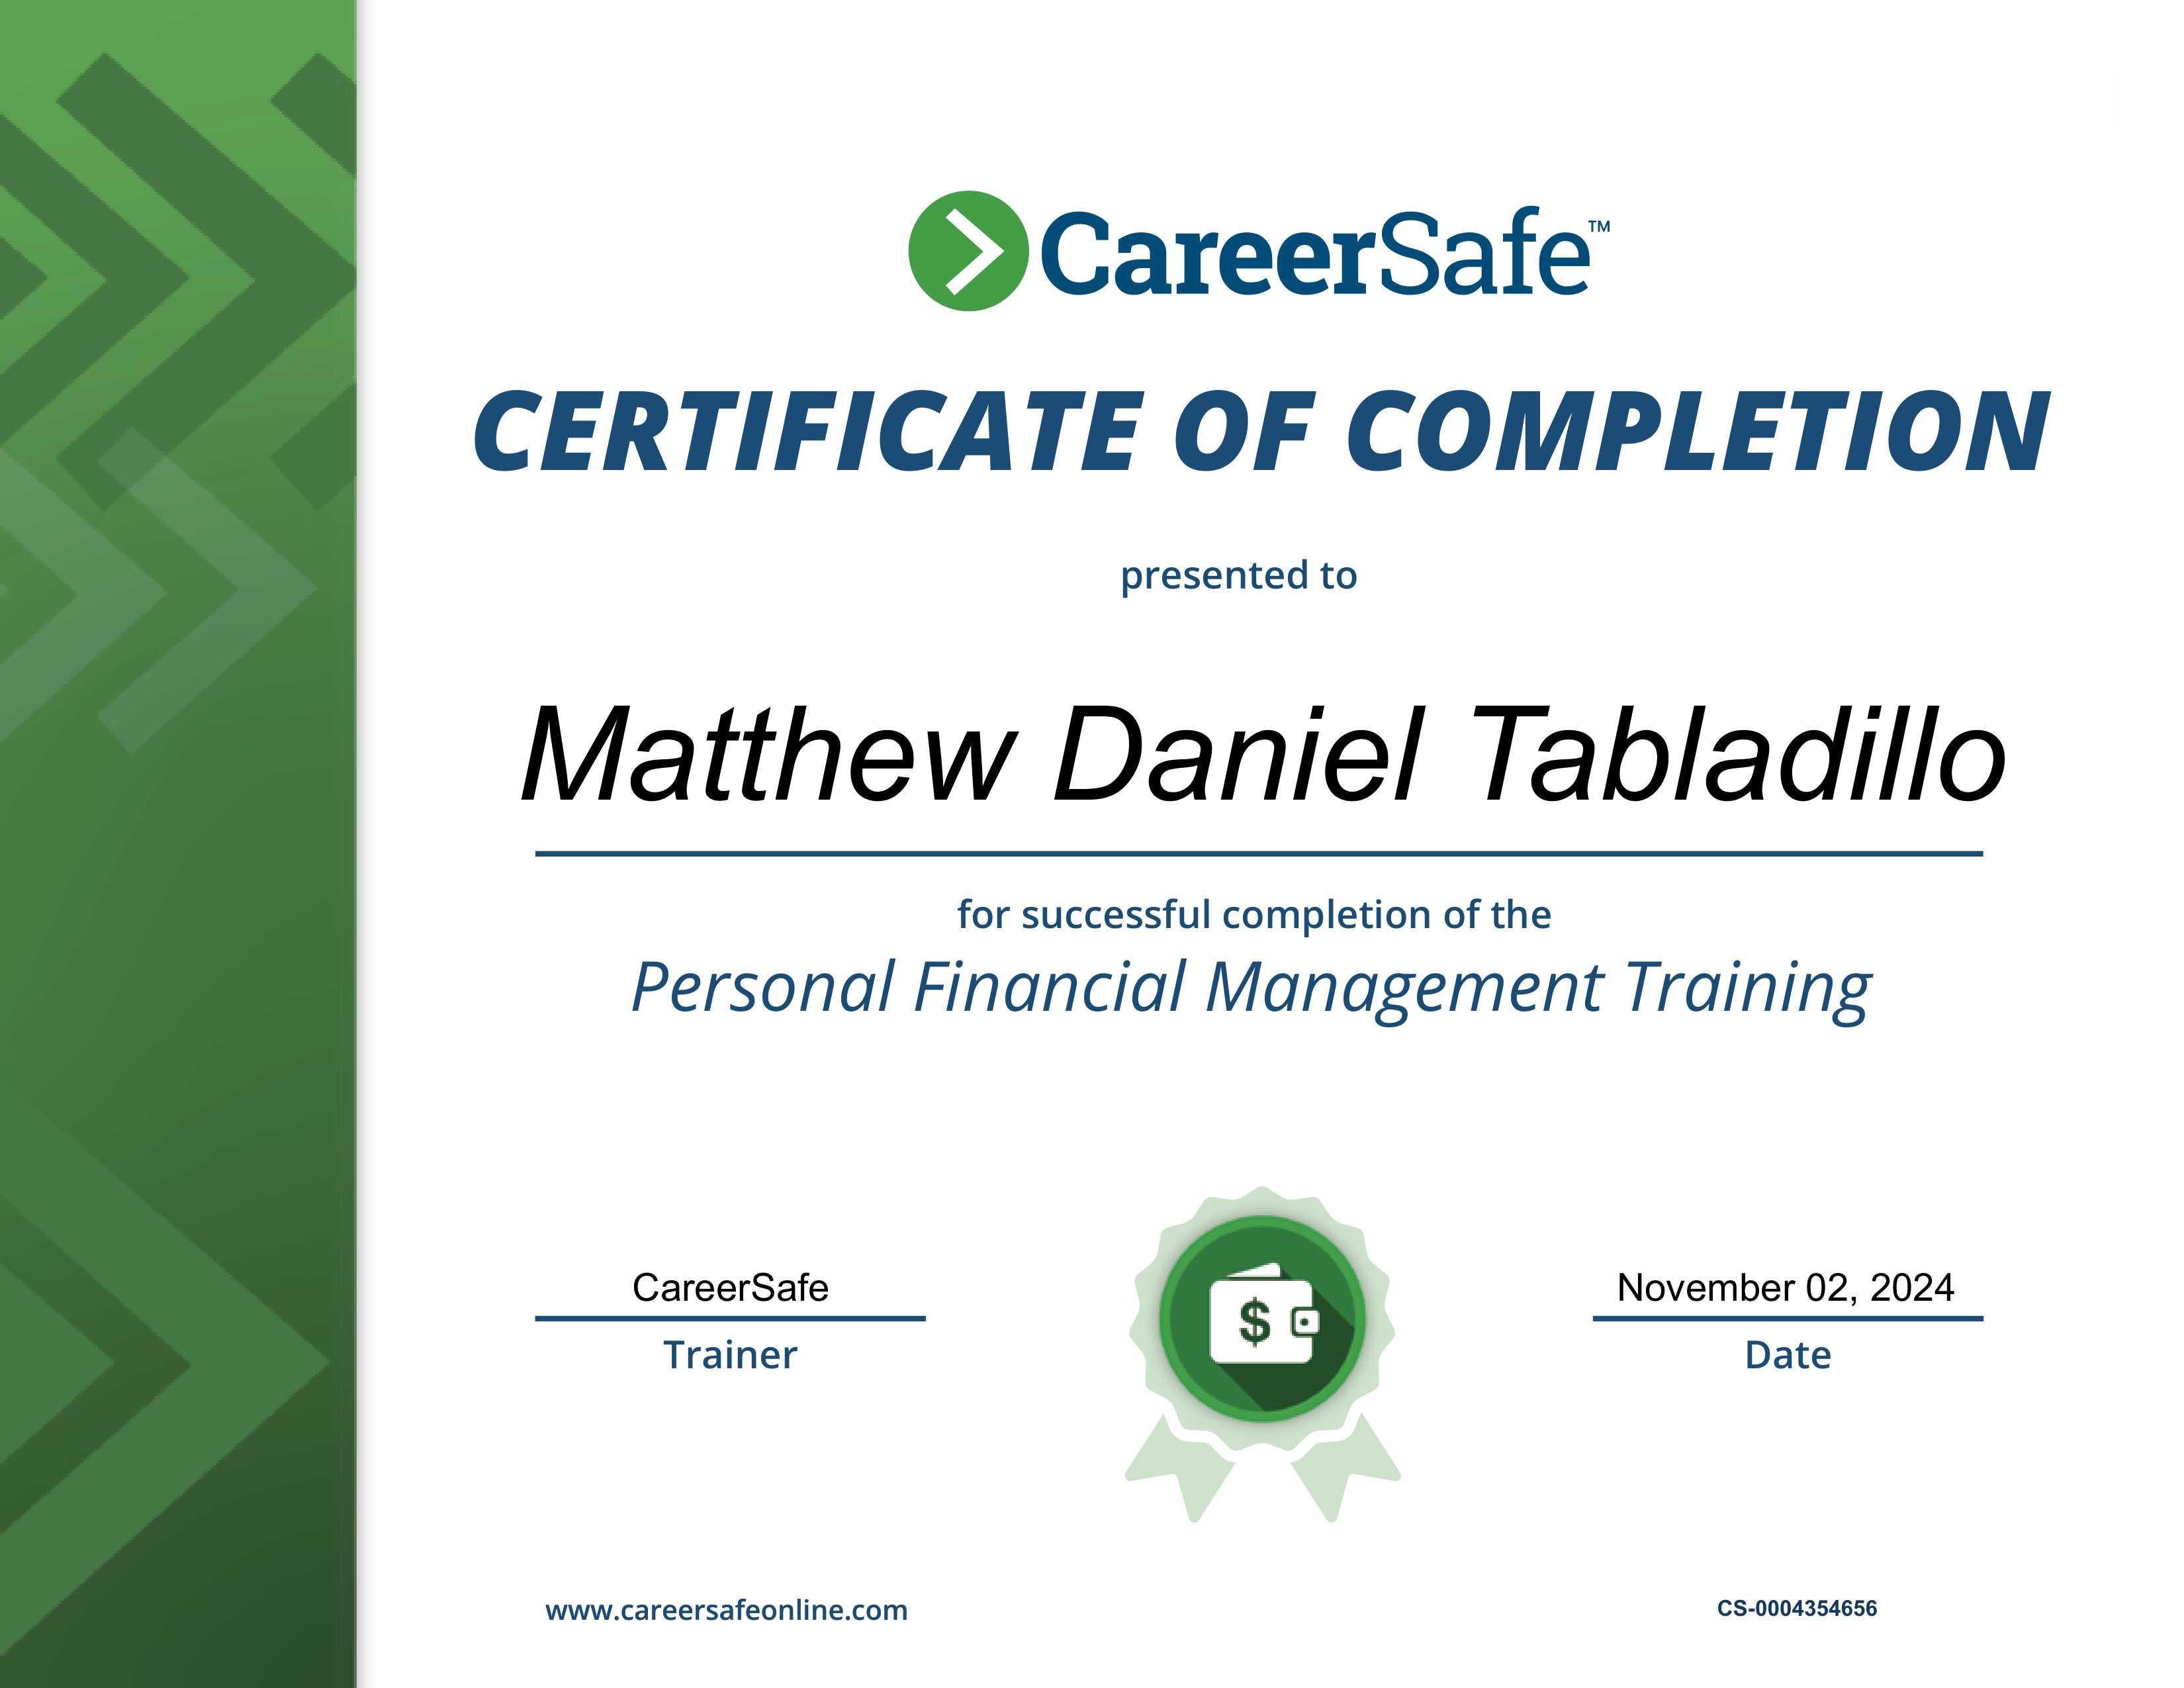 CareerSafe™
CERTIFICATE OF COMPLETION
presented to
Matthew Daniel Tabladillo
for successful completion of the
Personal Financial Management Training
$
CareerSafe
Trainer
November 02, 2024
Date
www.careersafeonline.com
CS-0004354656